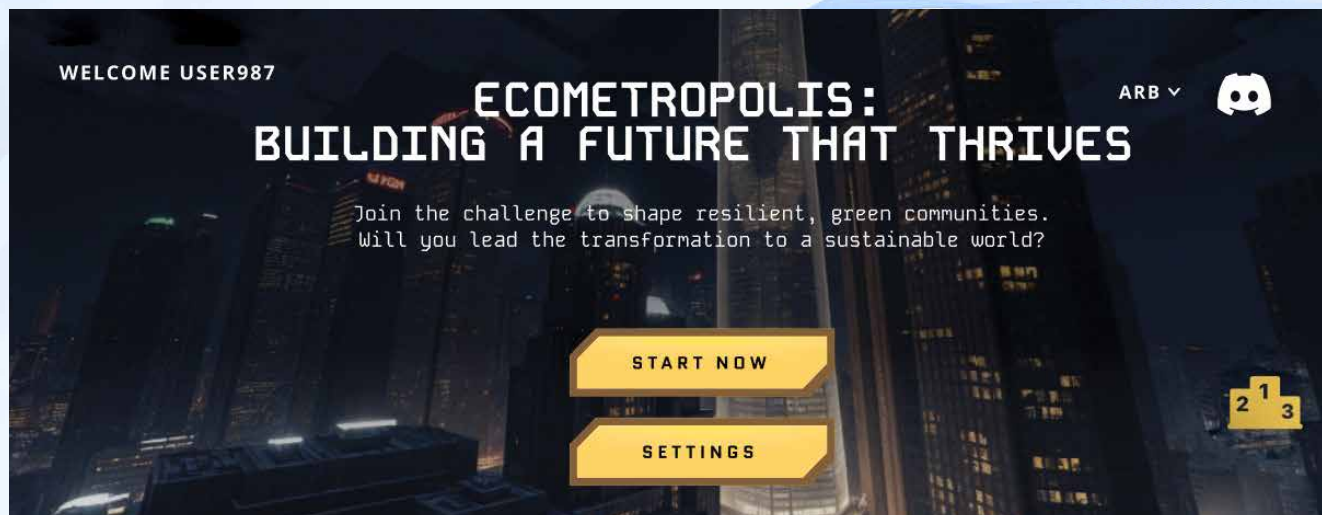 WELCOME USER987
ARB
ECOMETROPOLIS:
BUILDING A FUTURE THAT THRIVES
Join the challenge to shape resilient, green communities.
Will you lead the transformation to a sustainable world?
START NOW
SETTINGS
2 1 3